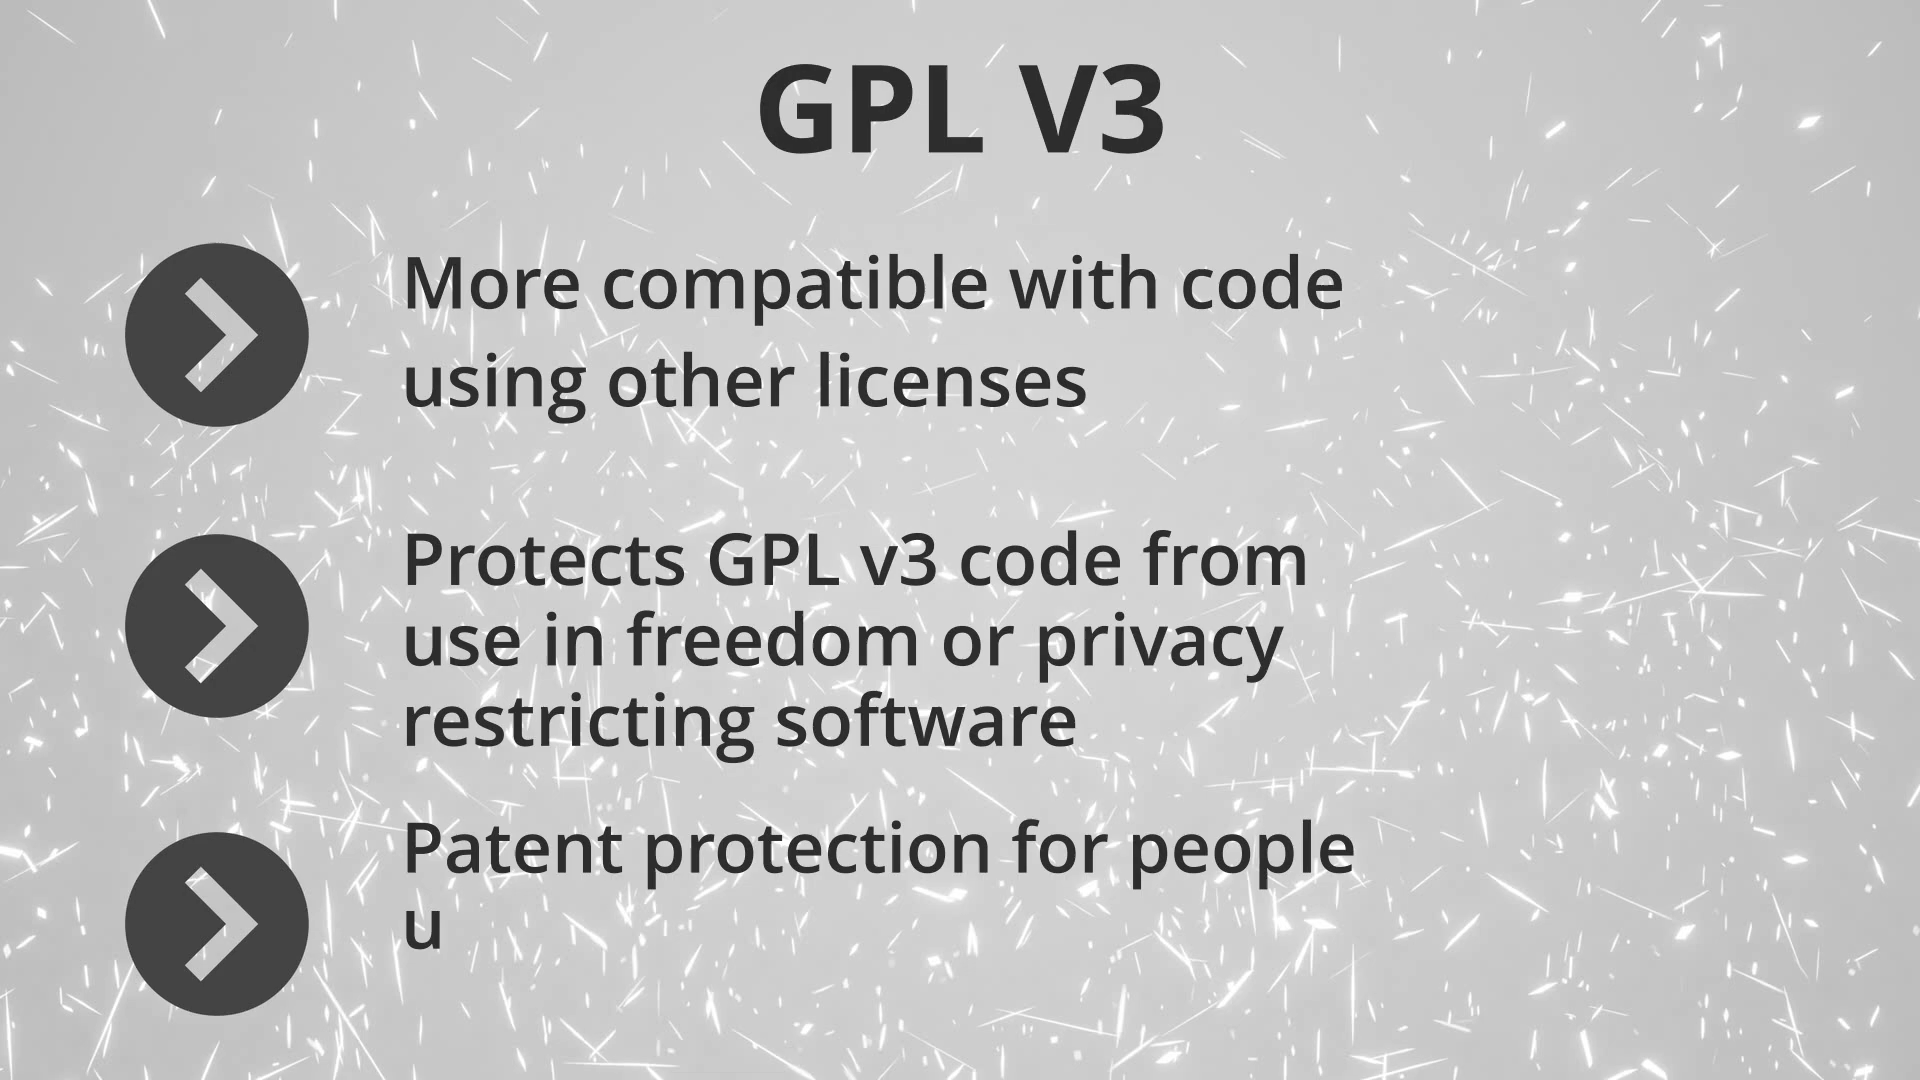 GPL V3
More compatible with code
using other licenses
Protects GPL v3 code from
use in freedom or privacy
restricting software
Patent protection for people
u